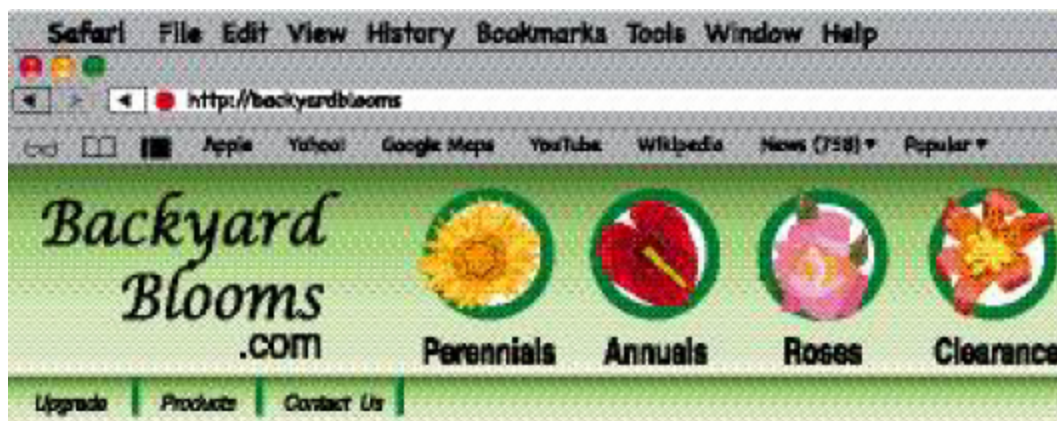 Safari File Edit View History Bookmarks Tools Window Help
http://backyardblooms
Apple Yahoo! Google Maps YouTube Wikipedia News (758) ▾ Popular ▾
Backyard
Blooms
.com
Perennials Annuals Roses Clearance
Upgrade Products Contact Us